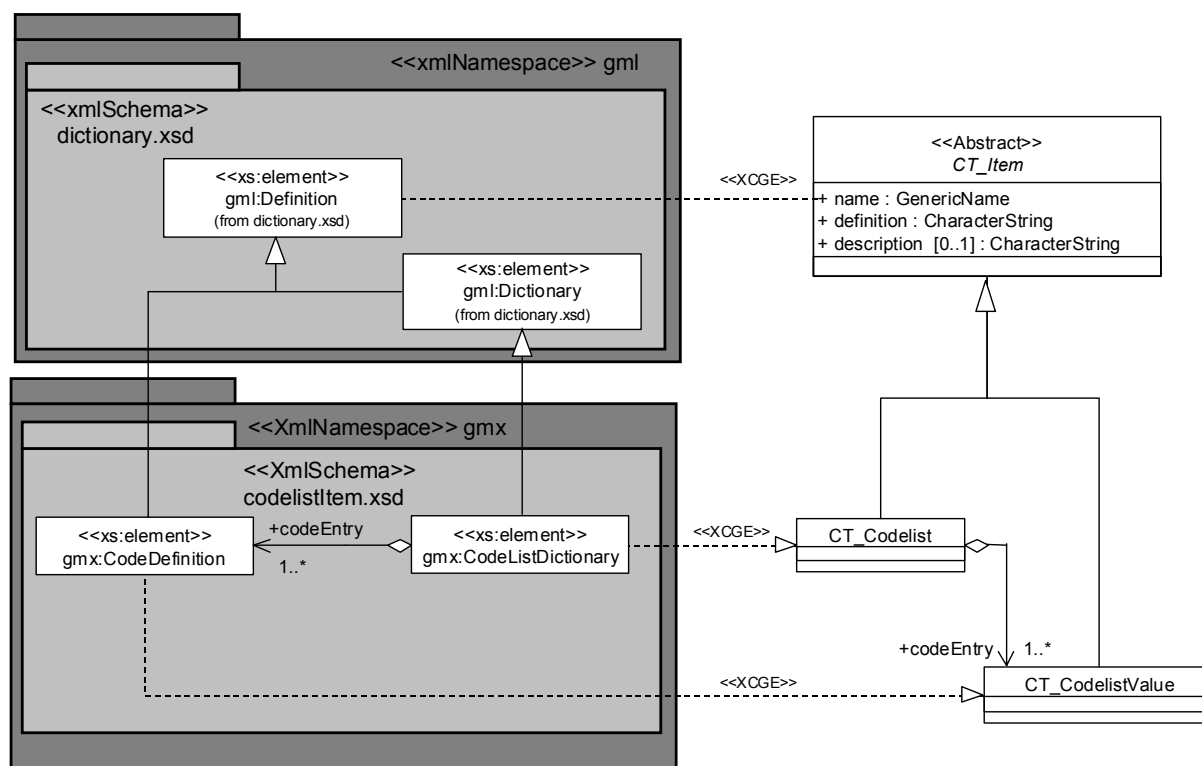 <<xmlNamespace>> gml
<<xmlSchema>>
dictionary.xsd
<<xs:element>>
gml:Definition
(from dictionary.xsd)
<<xs:element>>
gml:Dictionary
(from dictionary.xsd)
<<XCGE>>
<<Abstract>>
CT_Item
+ name : GenericName
+ definition : CharacterString
+ description [0..1] : CharacterString
<<XmlNamespace>> gmx
<<XmlSchema>>
codelistItem.xsd
<<xs:element>>
gmx:CodeDefinition
+codeEntry
1..*
<<xs:element>>
gmx:CodeListDictionary
<<XCGE>>
CT_Codelist
+codeEntry
1..*
<<XCGE>>
CT_CodelistValue